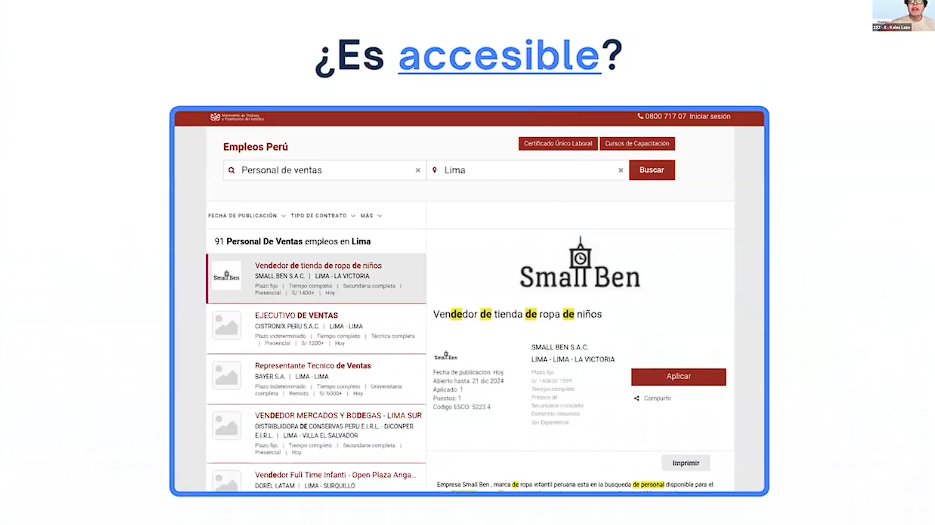 ¿Es accesible?
0800 717 07 Iniciar sesión
Empleos Perú
Certificado Único Laboral
Cursos de Capacitación
Personal de ventas
Lima
Buscar
FECHA DE PUBLICACIÓN
TIPO DE CONTRATO
MÁS
91 Personal De Ventas empleos en Lima
Small Ben
Vendedor de tienda de ropa de niños
SMALL BEN S.A.C. | LIMA - LA VICTORIA
Plazo fijo | Tiempo completo | Secundaria completa |
Presencial | S/ 1400+ | Hoy
EJECUTIVO DE VENTAS
CISTRONIX PERU S.A.C. | LIMA - LIMA
Plazo indeterminado | Tiempo completo | Técnica completa
| Presencial | S/ 1200+ | Hoy
Representante Tecnico de Ventas
BAYER S.A. | LIMA - LIMA
Plazo indeterminado | Tiempo completo | Universitaria
completa | Remoto | S/ 6000+ | Hoy
VENDEDOR MERCADOS Y BODEGAS - LIMA SUR
DISTRIBUIDORA DE CONSERVAS PERU E.I.R.L. - DICONPER
E.I.R.L. | LIMA - VILLA EL SALVADOR
Plazo fijo | Tiempo completo | Secundaria completa |
Presencial | Hoy
Vendedor Full Time Infanti - Open Plaza Anga...
DOREL LATAM | LIMA - SURQUILLO
Small Ben
Vendedor de tienda de ropa de niños
Small Ben
Fecha de publicación: Hoy
Abierto hasta: 21 dic 2024
Aplicado: 1
Puestos: 1
Codigo ESCO: 5223.4
SMALL BEN S.A.C.
LIMA - LIMA - LA VICTORIA
Plazo fijo
S/ 1400-S/ 1599
Tiempo completo
Presencial
Secundaria completa
Comercio minorista
Sin Experiencia
Aplicar
Compartir
Imprimir
Empresa Small Ben , marca de ropa infantil peruana esta en la busqueda de personal disponible para el